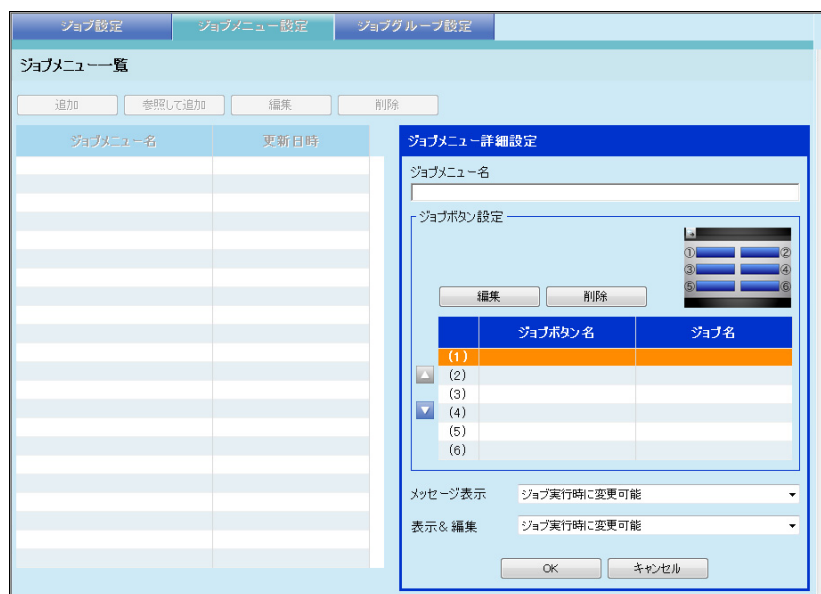 ジョブ設定 ジョブメニュー設定 ジョブグループ設定
ジョブメニュー一覧
追加 参照して追加 編集 削除
ジョブメニュー名 更新日時
ジョブメニュー詳細設定
ジョブメニュー名
ジョブボタン設定
① ②
③ ④
⑤ ⑥
編集 削除
ジョブボタン名 ジョブ名
(1)
(2)
(3)
(4)
(5)
(6)
メッセージ表示 ジョブ実行時に変更可能
表示& 編集 ジョブ実行時に変更可能
OK キャンセル